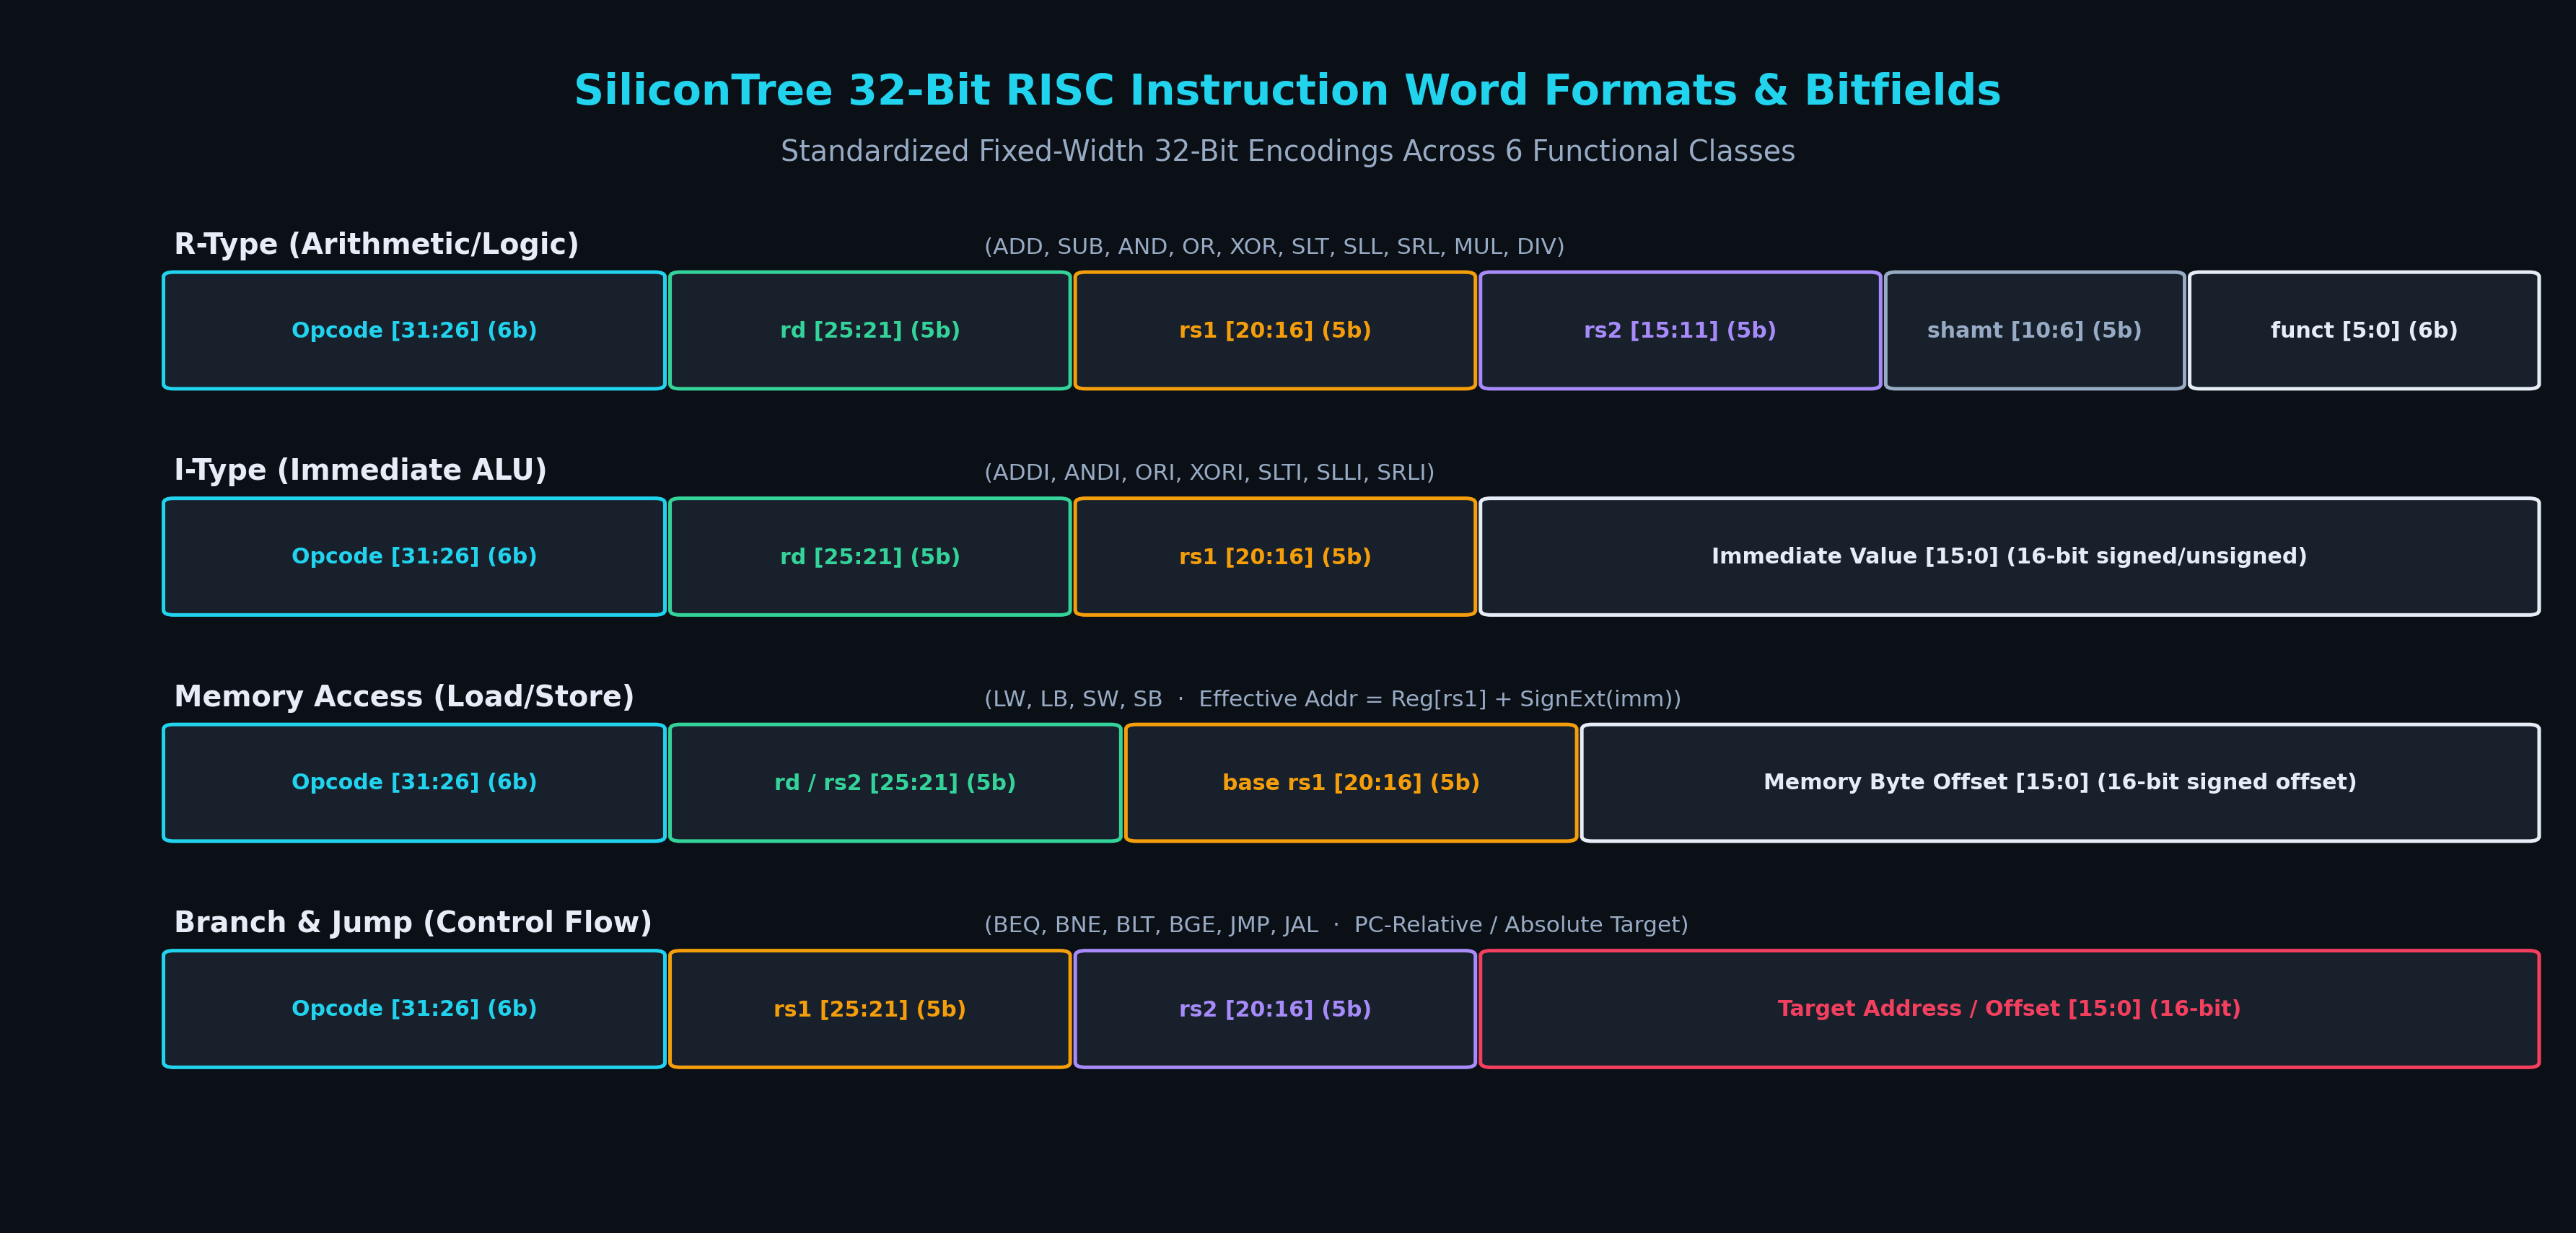 SiliconTree 32-Bit RISC Instruction Word Formats & Bitfields
Standardized Fixed-Width 32-Bit Encodings Across 6 Functional Classes
R-Type (Arithmetic/Logic) (ADD, SUB, AND, OR, XOR, SLT, SLL, SRL, MUL, DIV)
Opcode [31:26] (6b) rd [25:21] (5b) rs1 [20:16] (5b) rs2 [15:11] (5b) shamt [10:6] (5b) funct [5:0] (6b)
I-Type (Immediate ALU) (ADDI, ANDI, ORI, XORI, SLTI, SLLI, SRLI)
Opcode [31:26] (6b) rd [25:21] (5b) rs1 [20:16] (5b) Immediate Value [15:0] (16-bit signed/unsigned)
Memory Access (Load/Store) (LW, LB, SW, SB · Effective Addr = Reg[rs1] + SignExt(imm))
Opcode [31:26] (6b) rd / rs2 [25:21] (5b) base rs1 [20:16] (5b) Memory Byte Offset [15:0] (16-bit signed offset)
Branch & Jump (Control Flow) (BEQ, BNE, BLT, BGE, JMP, JAL · PC-Relative / Absolute Target)
Opcode [31:26] (6b) rs1 [25:21] (5b) rs2 [20:16] (5b) Target Address / Offset [15:0] (16-bit)